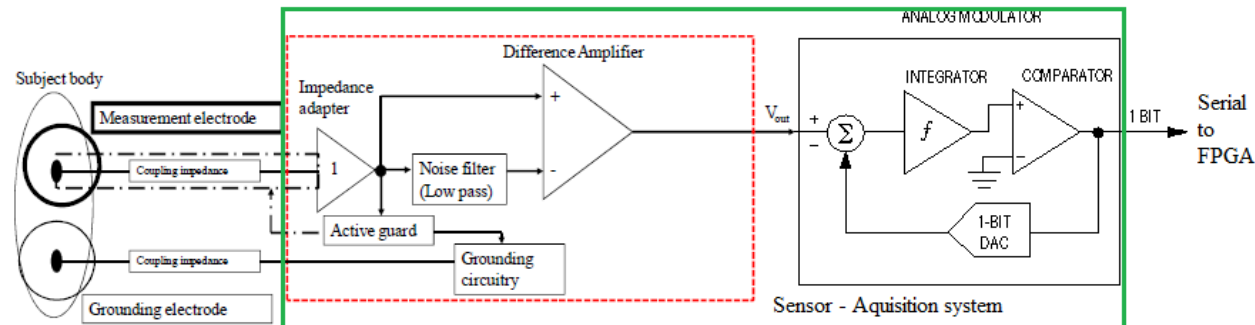 ANALOG MODULATOR
Difference Amplifier
Subject body
Impedance
adapter
INTEGRATOR
COMPARATOR
Measurement electrode
+
Vout
+
−
Σ
ƒ
+
−
1 BIT
Serial
to
FPGA
Coupling impedance
1
Noise filter
(Low pass)
-
Active guard
1-BIT
DAC
Coupling impedance
Grounding
circuitry
Grounding electrode
Sensor - Aquisition system